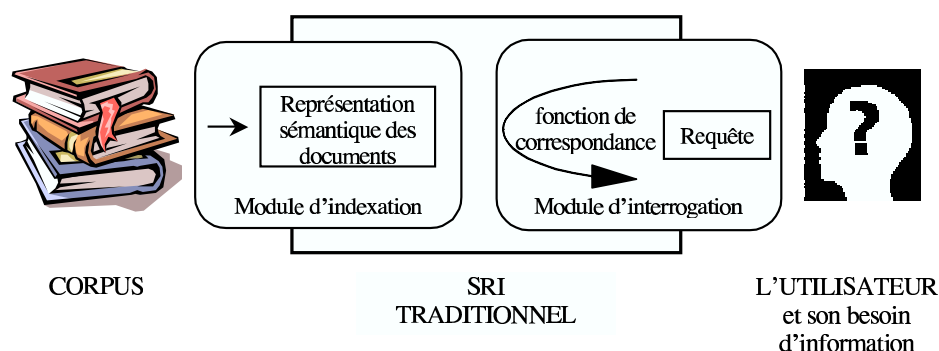 Représentation
sémantique des
documents
Module d'indexation
fonction de
correspondance
Requête
Module d'interrogation
?
CORPUS
SRI
TRADITIONNEL
L'UTILISATEUR
et son besoin
d'information